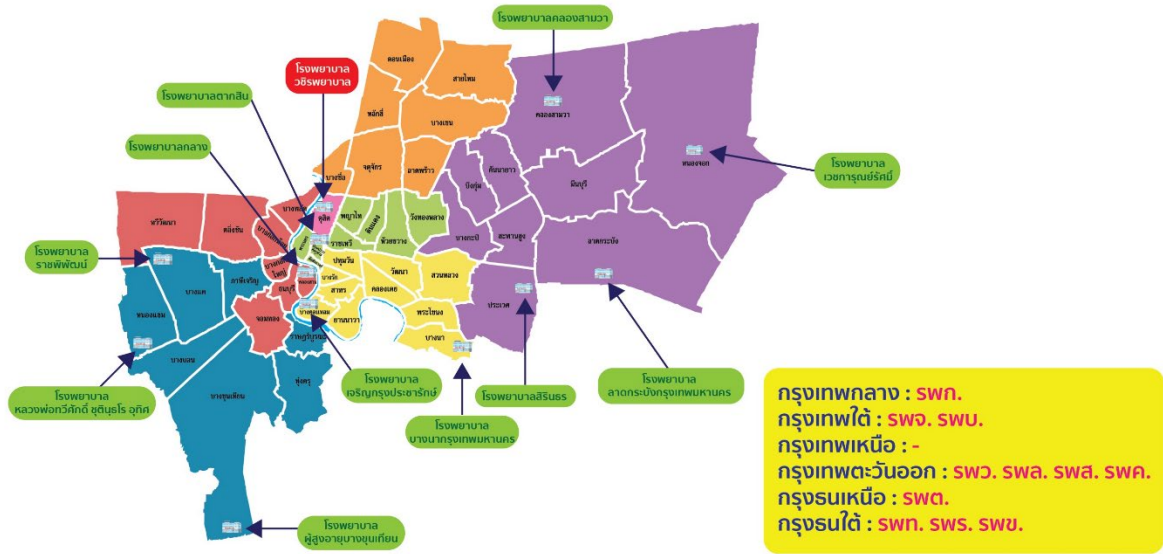 โรงพยาบาลคลองสามวา
โรงพยาบาล
วชิรพยาบาล
โรงพยาบาลตากสิน
โรงพยาบาลกลาง
โรงพยาบาล
เวชการุณย์รัศมิ์
โรงพยาบาล
ราชพิพัฒน์
โรงพยาบาล
หลวงพ่อทวีศักดิ์ ชุตินฺธโร อุทิศ
โรงพยาบาล
เจริญกรุงประชารักษ์
โรงพยาบาลสิรินธร
โรงพยาบาล
ลาดกระบังกรุงเทพมหานคร
โรงพยาบาล
บางนากรุงเทพมหานคร
โรงพยาบาล
ผู้สูงอายุบางขุนเทียน
ดอนเมือง
สายไหม
หลักสี่
บางเขน
คลองสามวา
หนองจอก
จตุจักร
ลาดพร้าว
คันนายาว
บึงกุ่ม
มีนบุรี
บางซื่อ
ดุสิต
พญาไท
ดินแดง
วังทองหลาง
ห้วยขวาง
ราชเทวี
บางกะปิ
สะพานสูง
ลาดกระบัง
ทวีวัฒนา
ตลิ่งชัน
ปทุมวัน
วัฒนา
สวนหลวง
บางรัก
สาทร
คลองเตย
ประเวศ
ภาษีเจริญ
ธนบุรี
คลองสาน
บางแค
หนองแขม
จอมทอง
ยานนาวา
พระโขนง
บางนา
ราษฎร์บูรณะ
บางบอน
บางขุนเทียน
ทุ่งครุ
กรุงเทพกลาง : รพก.
กรุงเทพใต้ : รพจ. รพบ.
กรุงเทพเหนือ : -
กรุงเทพตะวันออก : รพว. รพล. รพส. รพค.
กรุงธนเหนือ : รพต.
กรุงธนใต้ : รพท. รพร. รพข.